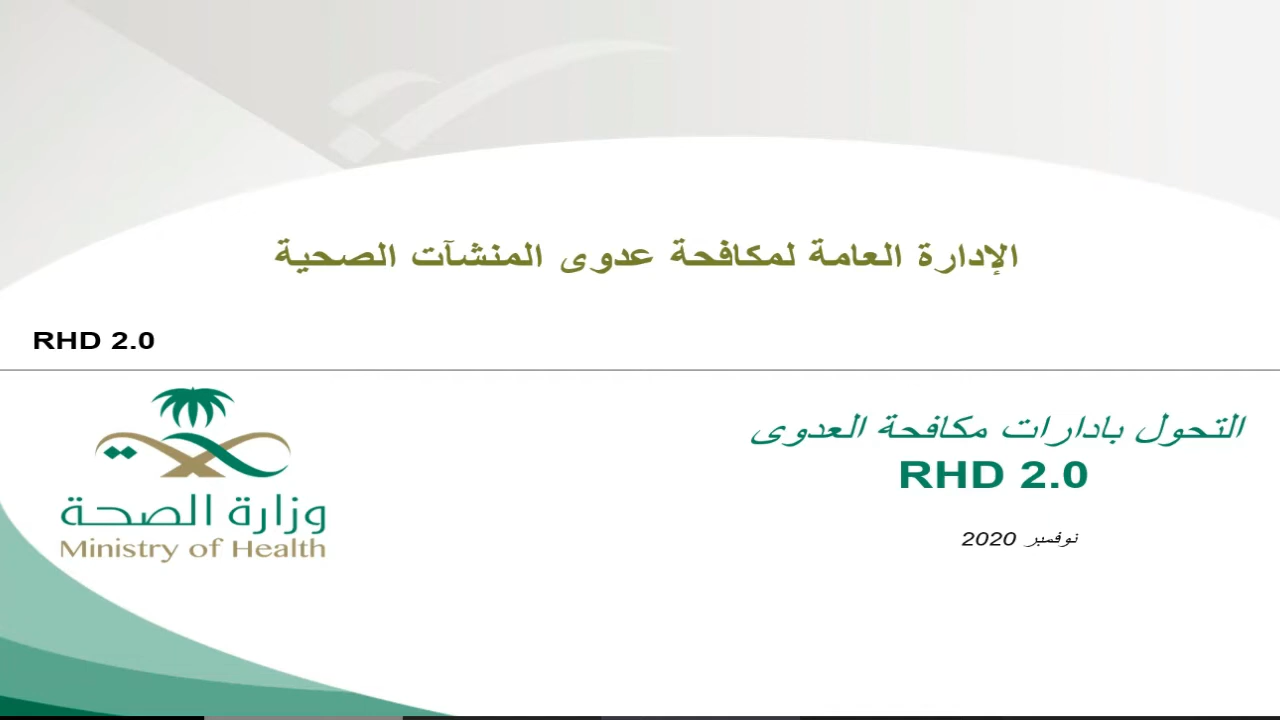 الإدارة العامة لمكافحة عدوى المنشآت الصحية
RHD 2.0
التحول بادارات مكافحة العدوى
RHD 2.0
نوفمبر 2020
وزارة الصحة
Ministry of Health